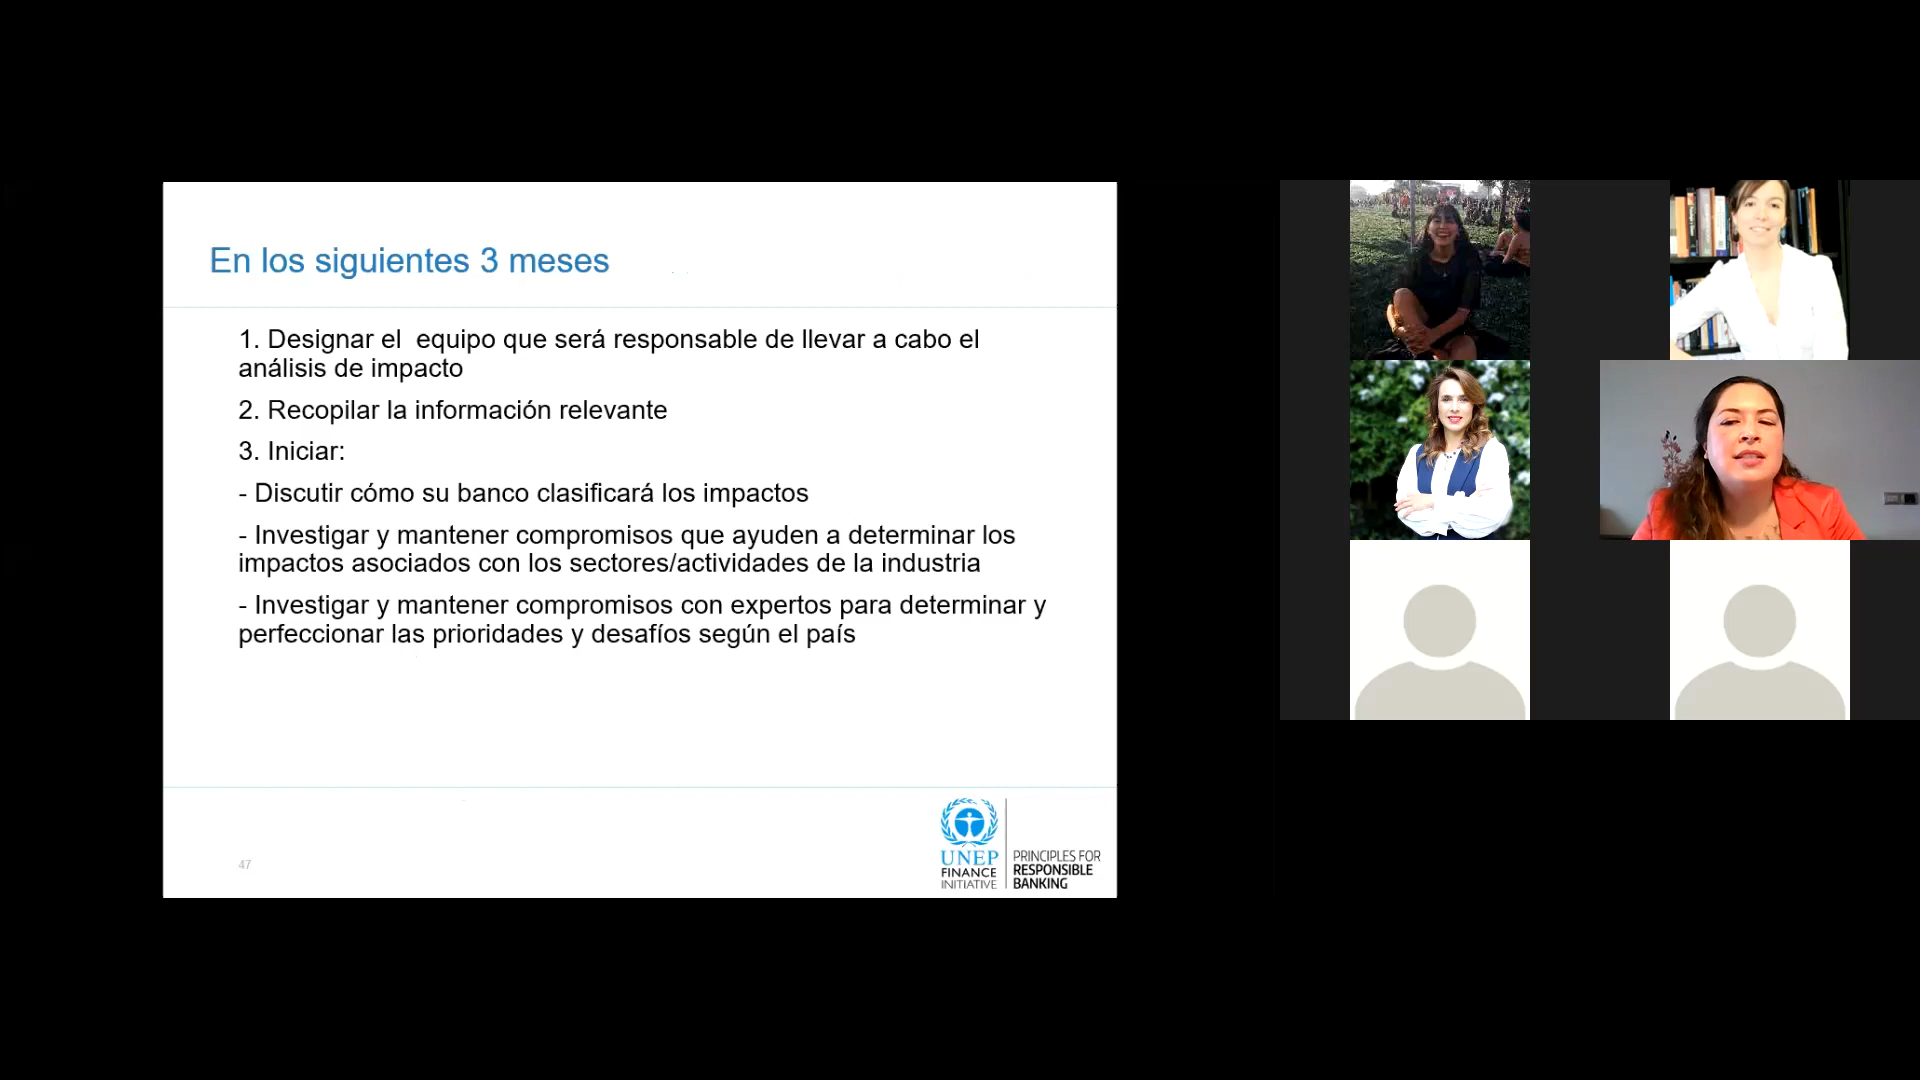 En los siguientes 3 meses
1. Designar el  equipo que será responsable de llevar a cabo el
análisis de impacto
2. Recopilar la información relevante
3. Iniciar:
- Discutir cómo su banco clasificará los impactos
- Investigar y mantener compromisos que ayuden a determinar los
impactos asociados con los sectores/actividades de la industria
- Investigar y mantener compromisos con expertos para determinar y
perfeccionar las prioridades y desafíos según el país
47
UNEP
FINANCE
INITIATIVE
PRINCIPLES FOR
RESPONSIBLE
BANKING